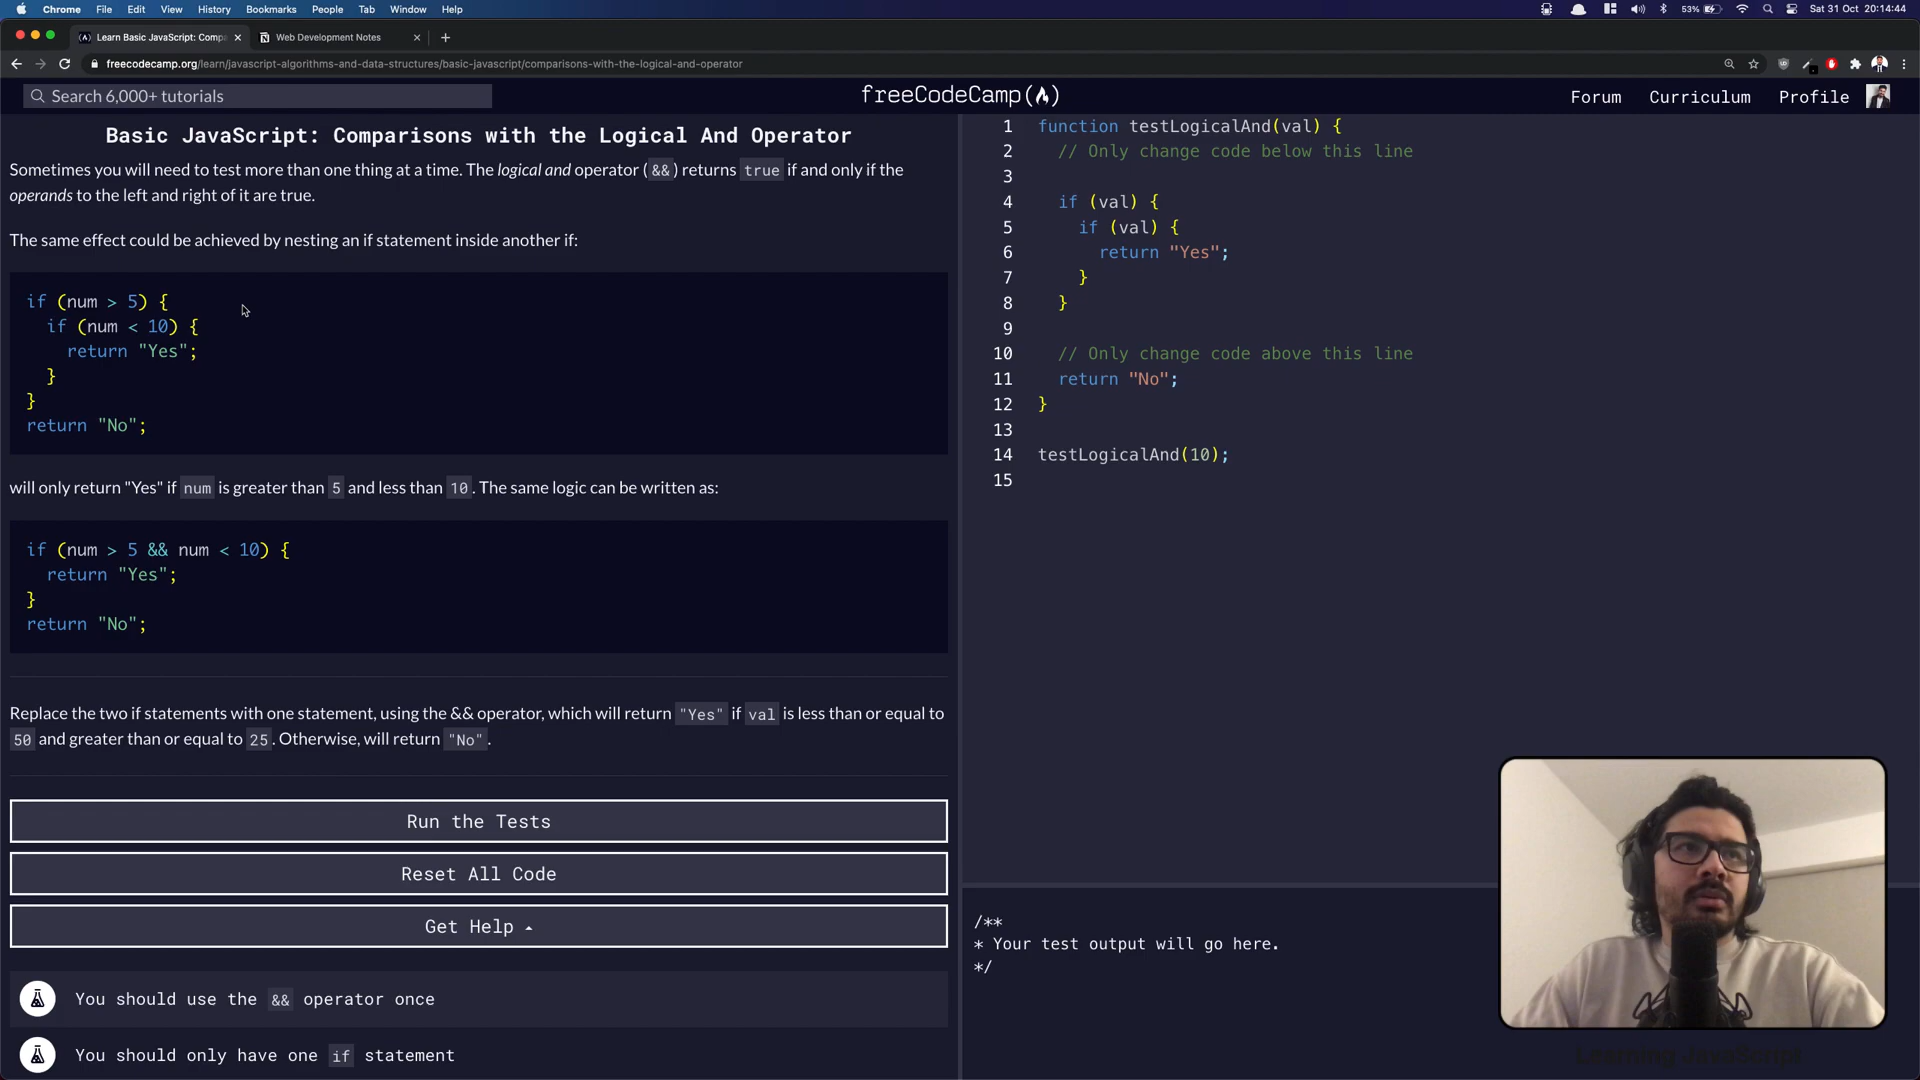 Chrome File Edit View History Bookmarks People Tab Window Help 53% Sat 31 Oct 20:14:44
Learn Basic JavaScript: Compa Web Development Notes
freecodecamp.org/learn/javascript-algorithms-and-data-structures/basic-javascript/comparisons-with-the-logical-and-operator
Search 6,000+ tutorials freeCodeCamp Forum Curriculum Profile
Basic JavaScript: Comparisons with the Logical And Operator
Sometimes you will need to test more than one thing at a time. The logical and operator (&&) returns true if and only if the
operands to the left and right of it are true.
The same effect could be achieved by nesting an if statement inside another if:
if (num > 5) {
if (num < 10) {
return "Yes";
}
}
return "No";
will only return "Yes" if num is greater than 5 and less than 10. The same logic can be written as:
if (num > 5 && num < 10) {
return "Yes";
}
return "No";
Replace the two if statements with one statement, using the && operator, which will return "Yes" if val is less than or equal to
50 and greater than or equal to 25. Otherwise, will return "No".
Run the Tests
Reset All Code
Get Help
You should use the && operator once
You should only have one if statement
1 function testLogicalAnd(val) {
2 // Only change code below this line
3
4 if (val) {
5 if (val) {
6 return "Yes";
7 }
8 }
9
10 // Only change code above this line
11 return "No";
12 }
13
14 testLogicalAnd(10);
15
/**
* Your test output will go here.
*/
Learning JavaScript